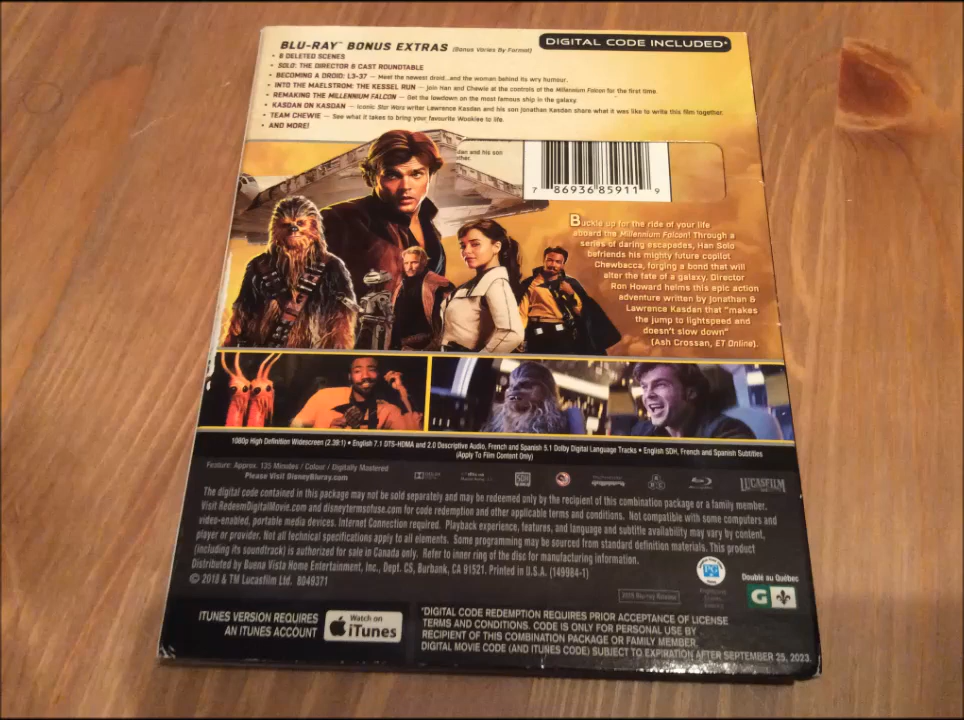 BLU-RAY™ BONUS EXTRAS (Bonus Varies By Format)
DIGITAL CODE INCLUDED*
• 8 DELETED SCENES
• SOLO: THE DIRECTOR & CAST ROUNDTABLE
• BECOMING A DROID: L3-37 — Meet the newest droid...and the woman behind its wry humour.
• INTO THE MAELSTROM: THE KESSEL RUN — Join Han and Chewie at the controls of the Millennium Falcon for the first time.
• REMAKING THE MILLENNIUM FALCON — Get the lowdown on the most famous ship in the galaxy.
• KASDAN ON KASDAN — Iconic Star Wars writer Lawrence Kasdan and his son Jonathan Kasdan share what it was like to write this film together.
• TEAM CHEWIE — See what it takes to bring your favourite Wookiee to life.
• AND MORE!
dan and his son
ther.
7 86936 85911 9
Buckle up for the ride of your life
aboard the Millennium Falcon! Through a
series of daring escapades, Han Solo
befriends his mighty future copilot
Chewbacca, forging a bond that will
alter the fate of a galaxy. Director
Ron Howard helms this epic action
adventure written by Jonathan &
Lawrence Kasdan that "makes
the jump to lightspeed and
doesn't slow down"
(Ash Crossan, ET Online).
1080p High Definition Widescreen (2.39:1) • English 7.1 DTS-HDMA and 2.0 Descriptive Audio, French and Spanish 5.1 Dolby Digital Language Tracks • English SDH, French and Spanish Subtitles
(Apply To Film Content Only)
Feature: Approx. 135 Minutes / Colour / Digitally Mastered
Please Visit DisneyBluray.com
SDH
LUCASFILM
The digital code contained in this package may not be sold separately and may be redeemed only by the recipient of this combination package or a family member.
Visit RedeemDigitalMovie.com and disneytermsofuse.com for code redemption and other applicable terms and conditions. Not compatible with some computers and
video-enabled, portable media devices. Internet Connection required. Playback experience, features, and language and subtitle availability may vary by content,
player or provider. Not all technical specifications apply to all elements. Some programming may be sourced from standard definition materials. This product
(including its soundtrack) is authorized for sale in Canada only. Refer to inner ring of the disc for manufacturing information.
Distributed by Buena Vista Home Entertainment, Inc., Dept. CS, Burbank, CA 91521. Printed in U.S.A. (149984-1)
© 2018 & TM Lucasfilm Ltd. BD49371
2018 Blu-ray Release
PG
Doublé au Québec
G
ITUNES VERSION REQUIRES
AN ITUNES ACCOUNT
Watch on
iTunes
*DIGITAL CODE REDEMPTION REQUIRES PRIOR ACCEPTANCE OF LICENSE
TERMS AND CONDITIONS. CODE IS ONLY FOR PERSONAL USE BY
RECIPIENT OF THIS COMBINATION PACKAGE OR FAMILY MEMBER.
DIGITAL MOVIE CODE (AND ITUNES CODE) SUBJECT TO EXPIRATION AFTER SEPTEMBER 25, 2023.